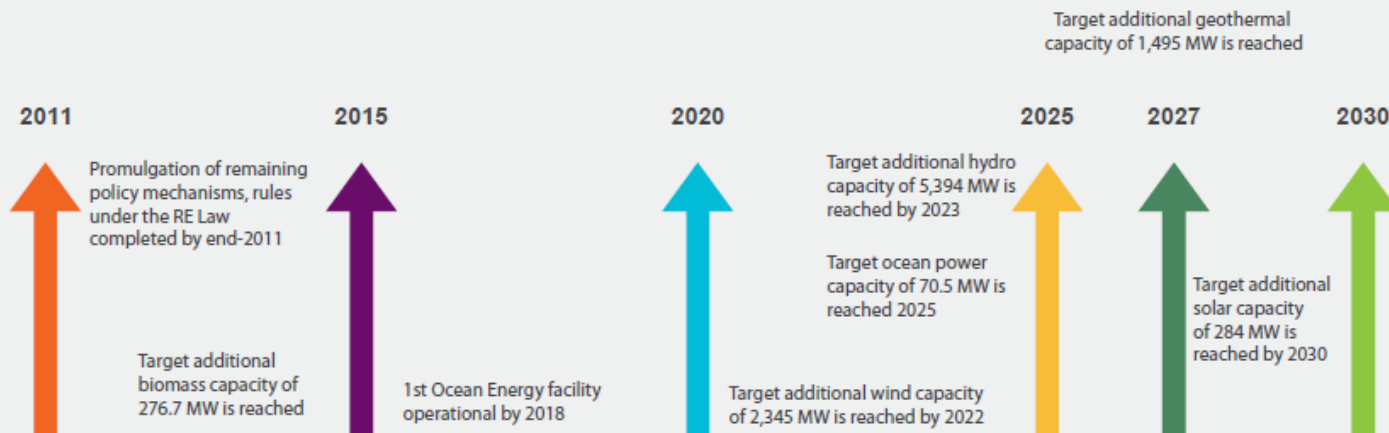 Target additional geothermal
capacity of 1,495 MW is reached
2011
2015
2020
2025
2027
2030
Promulgation of remaining
policy mechanisms, rules
under the RE Law
completed by end-2011
Target additional hydro
capacity of 5,394 MW is
reached by 2023
Target ocean power
capacity of 70.5 MW is
reached 2025
Target additional
solar capacity
of 284 MW is
reached by 2030
Target additional
biomass capacity of
276.7 MW is reached
1st Ocean Energy facility
operational by 2018
Target additional wind capacity
of 2,345 MW is reached by 2022